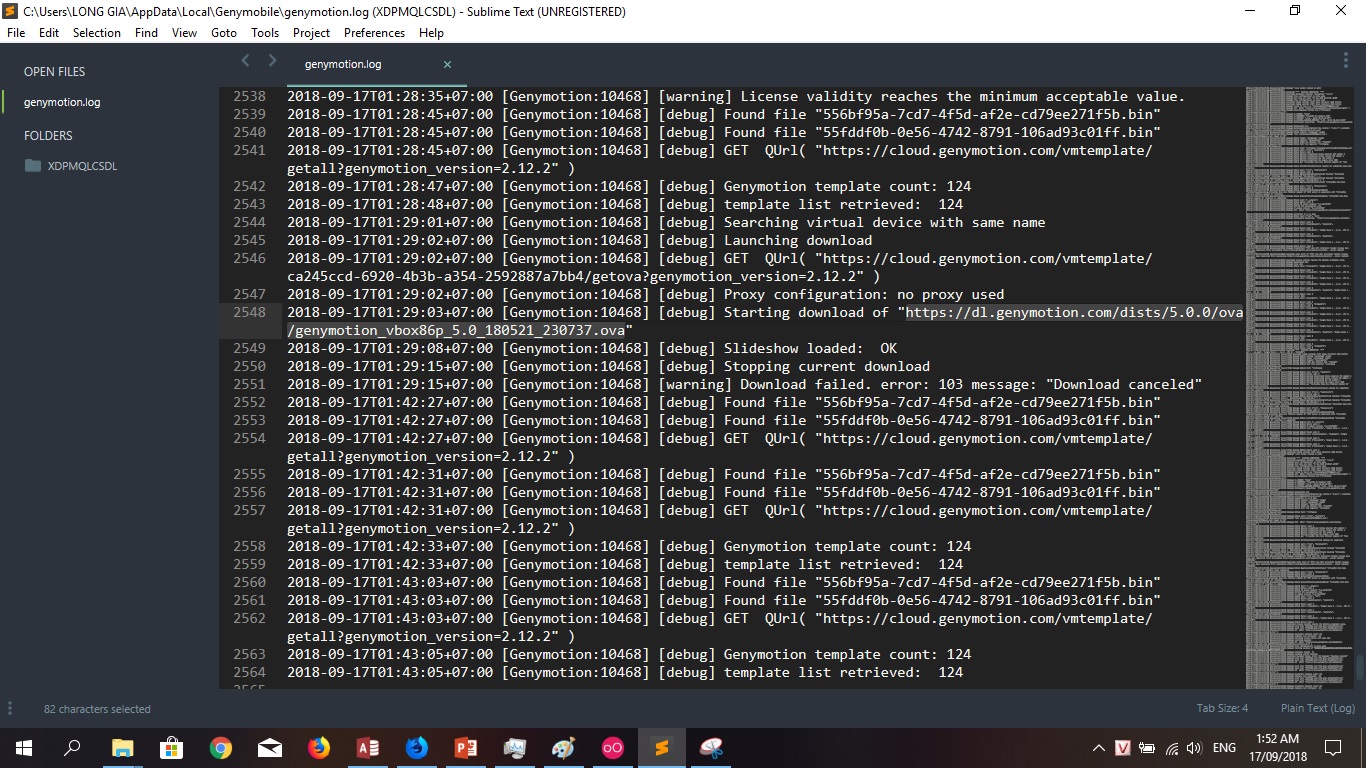 C:\Users\LONG GIA\AppData\Local\Genymobile\genymotion.log (XDPMQLCSDL) - Sublime Text (UNREGISTERED)
File Edit Selection Find View Goto Tools Project Preferences Help
OPEN FILES
genymotion.log
FOLDERS
XDPMQLCSDL
genymotion.log
2538 2018-09-17T01:28:35+07:00 [Genymotion:10468] [warning] License validity reaches the minimum acceptable value.
2539 2018-09-17T01:28:45+07:00 [Genymotion:10468] [debug] Found file "556bf95a-7cd7-4f5d-af2e-cd79ee271f5b.bin"
2540 2018-09-17T01:28:45+07:00 [Genymotion:10468] [debug] Found file "55fddf0b-0e56-4742-8791-106ad93c01ff.bin"
2541 2018-09-17T01:28:45+07:00 [Genymotion:10468] [debug] GET  QUrl( "https://cloud.genymotion.com/vmtemplate/
getall?genymotion_version=2.12.2" )
2542 2018-09-17T01:28:47+07:00 [Genymotion:10468] [debug] Genymotion template count: 124
2543 2018-09-17T01:28:48+07:00 [Genymotion:10468] [debug] template list retrieved:  124
2544 2018-09-17T01:29:01+07:00 [Genymotion:10468] [debug] Searching virtual device with same name
2545 2018-09-17T01:29:02+07:00 [Genymotion:10468] [debug] Launching download
2546 2018-09-17T01:29:02+07:00 [Genymotion:10468] [debug] GET  QUrl( "https://cloud.genymotion.com/vmtemplate/
ca245ccd-6920-4b3b-a354-2592887a7bb4/get-ova?genymotion_version=2.12.2" )
2547 2018-09-17T01:29:02+07:00 [Genymotion:10468] [debug] Proxy configuration: no proxy used
2548 2018-09-17T01:29:03+07:00 [Genymotion:10468] [debug] Starting download of "https://dl.genymotion.com/dists/5.0.0/ova
/genymotion_vbox86p_5.0_180521_230737.ova"
2549 2018-09-17T01:29:08+07:00 [Genymotion:10468] [debug] Slideshow loaded:  OK
2550 2018-09-17T01:29:15+07:00 [Genymotion:10468] [debug] Stopping current download
2551 2018-09-17T01:29:15+07:00 [Genymotion:10468] [warning] Download failed. error: 103 message: "Download canceled"
2552 2018-09-17T01:42:27+07:00 [Genymotion:10468] [debug] Found file "556bf95a-7cd7-4f5d-af2e-cd79ee271f5b.bin"
2553 2018-09-17T01:42:27+07:00 [Genymotion:10468] [debug] Found file "55fddf0b-0e56-4742-8791-106ad93c01ff.bin"
2554 2018-09-17T01:42:27+07:00 [Genymotion:10468] [debug] GET  QUrl( "https://cloud.genymotion.com/vmtemplate/
getall?genymotion_version=2.12.2" )
2555 2018-09-17T01:42:31+07:00 [Genymotion:10468] [debug] Found file "556bf95a-7cd7-4f5d-af2e-cd79ee271f5b.bin"
2556 2018-09-17T01:42:31+07:00 [Genymotion:10468] [debug] Found file "55fddf0b-0e56-4742-8791-106ad93c01ff.bin"
2557 2018-09-17T01:42:31+07:00 [Genymotion:10468] [debug] GET  QUrl( "https://cloud.genymotion.com/vmtemplate/
getall?genymotion_version=2.12.2" )
2558 2018-09-17T01:42:33+07:00 [Genymotion:10468] [debug] Genymotion template count: 124
2559 2018-09-17T01:42:33+07:00 [Genymotion:10468] [debug] template list retrieved:  124
2560 2018-09-17T01:43:03+07:00 [Genymotion:10468] [debug] Found file "556bf95a-7cd7-4f5d-af2e-cd79ee271f5b.bin"
2561 2018-09-17T01:43:03+07:00 [Genymotion:10468] [debug] Found file "55fddf0b-0e56-4742-8791-106ad93c01ff.bin"
2562 2018-09-17T01:43:03+07:00 [Genymotion:10468] [debug] GET  QUrl( "https://cloud.genymotion.com/vmtemplate/
getall?genymotion_version=2.12.2" )
2563 2018-09-17T01:43:05+07:00 [Genymotion:10468] [debug] Genymotion template count: 124
2564 2018-09-17T01:43:05+07:00 [Genymotion:10468] [debug] template list retrieved:  124
82 characters selected
Tab Size: 4
Plain Text (Log)
ENG
1:52 AM
17/09/2018